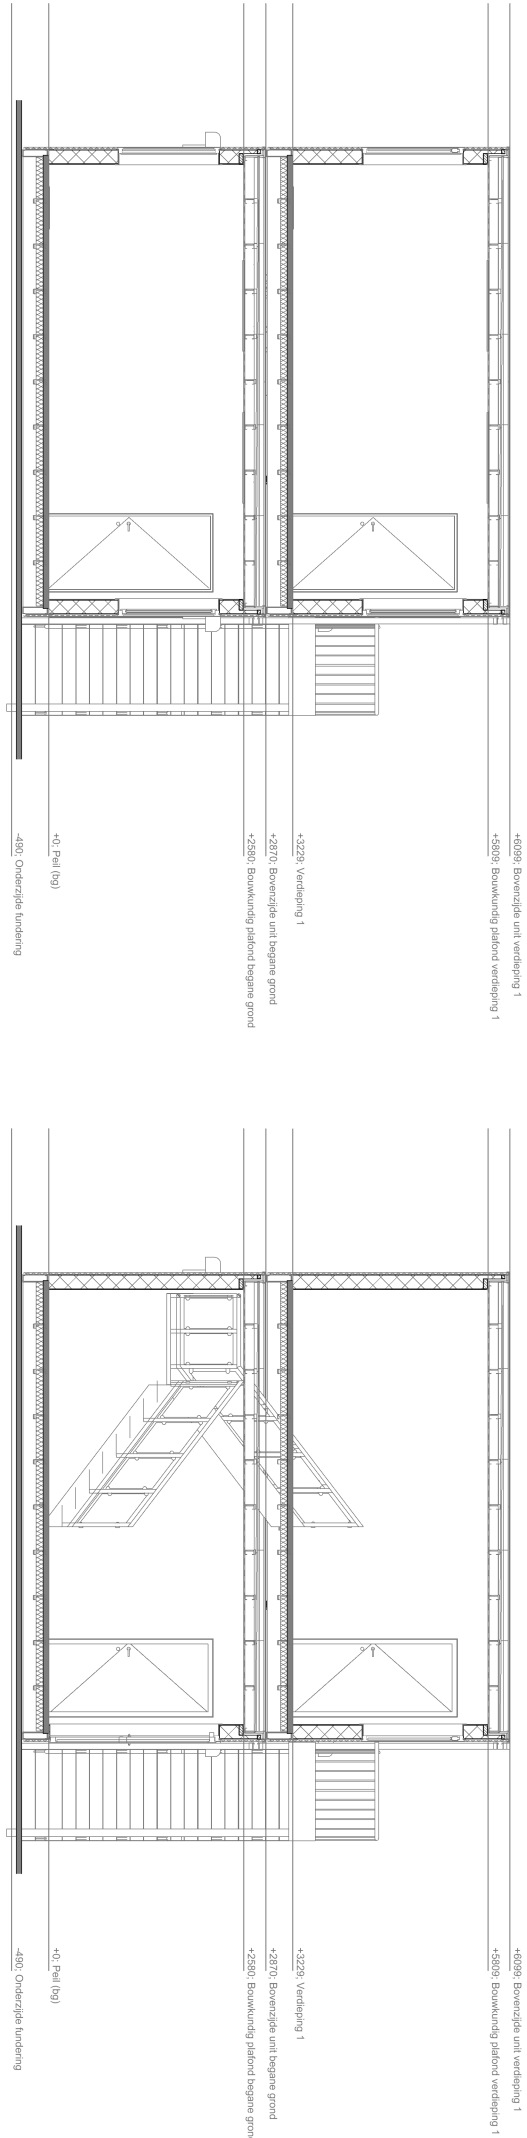 +6099; Bovenzijde unit verdieping 1
+5809; Bouwkundig plafond verdieping 1
+3229; Verdieping 1
+2870; Bovenzijde unit begane grond
+2580; Bouwkundig plafond begane grond
+0; Peil (bg)
-490; Onderzijde fundering
+6099; Bovenzijde unit verdieping 1
+5809; Bouwkundig plafond verdieping 1
+3229; Verdieping 1
+2870; Bovenzijde unit begane grond
+2580; Bouwkundig plafond begane gron
+0; Peil (bg)
-490; Onderzijde fundering